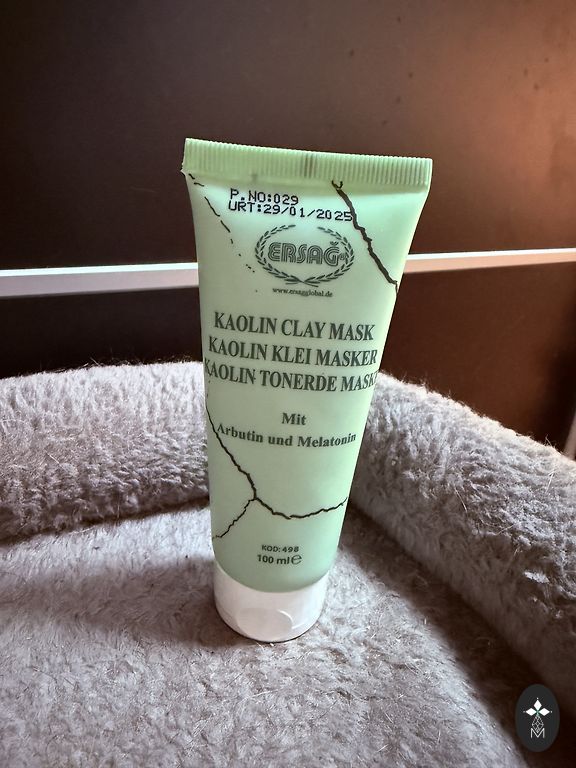 P.NO:029
URT:29/01/2025
ERSAĞ
www.ersagglobal.de
KAOLIN CLAY MASK
KAOLIN KLEI MASKER
KAOLIN TONERDE MASKE
Mit
Arbutin und Melatonin
KOD:498
100 ml e
M